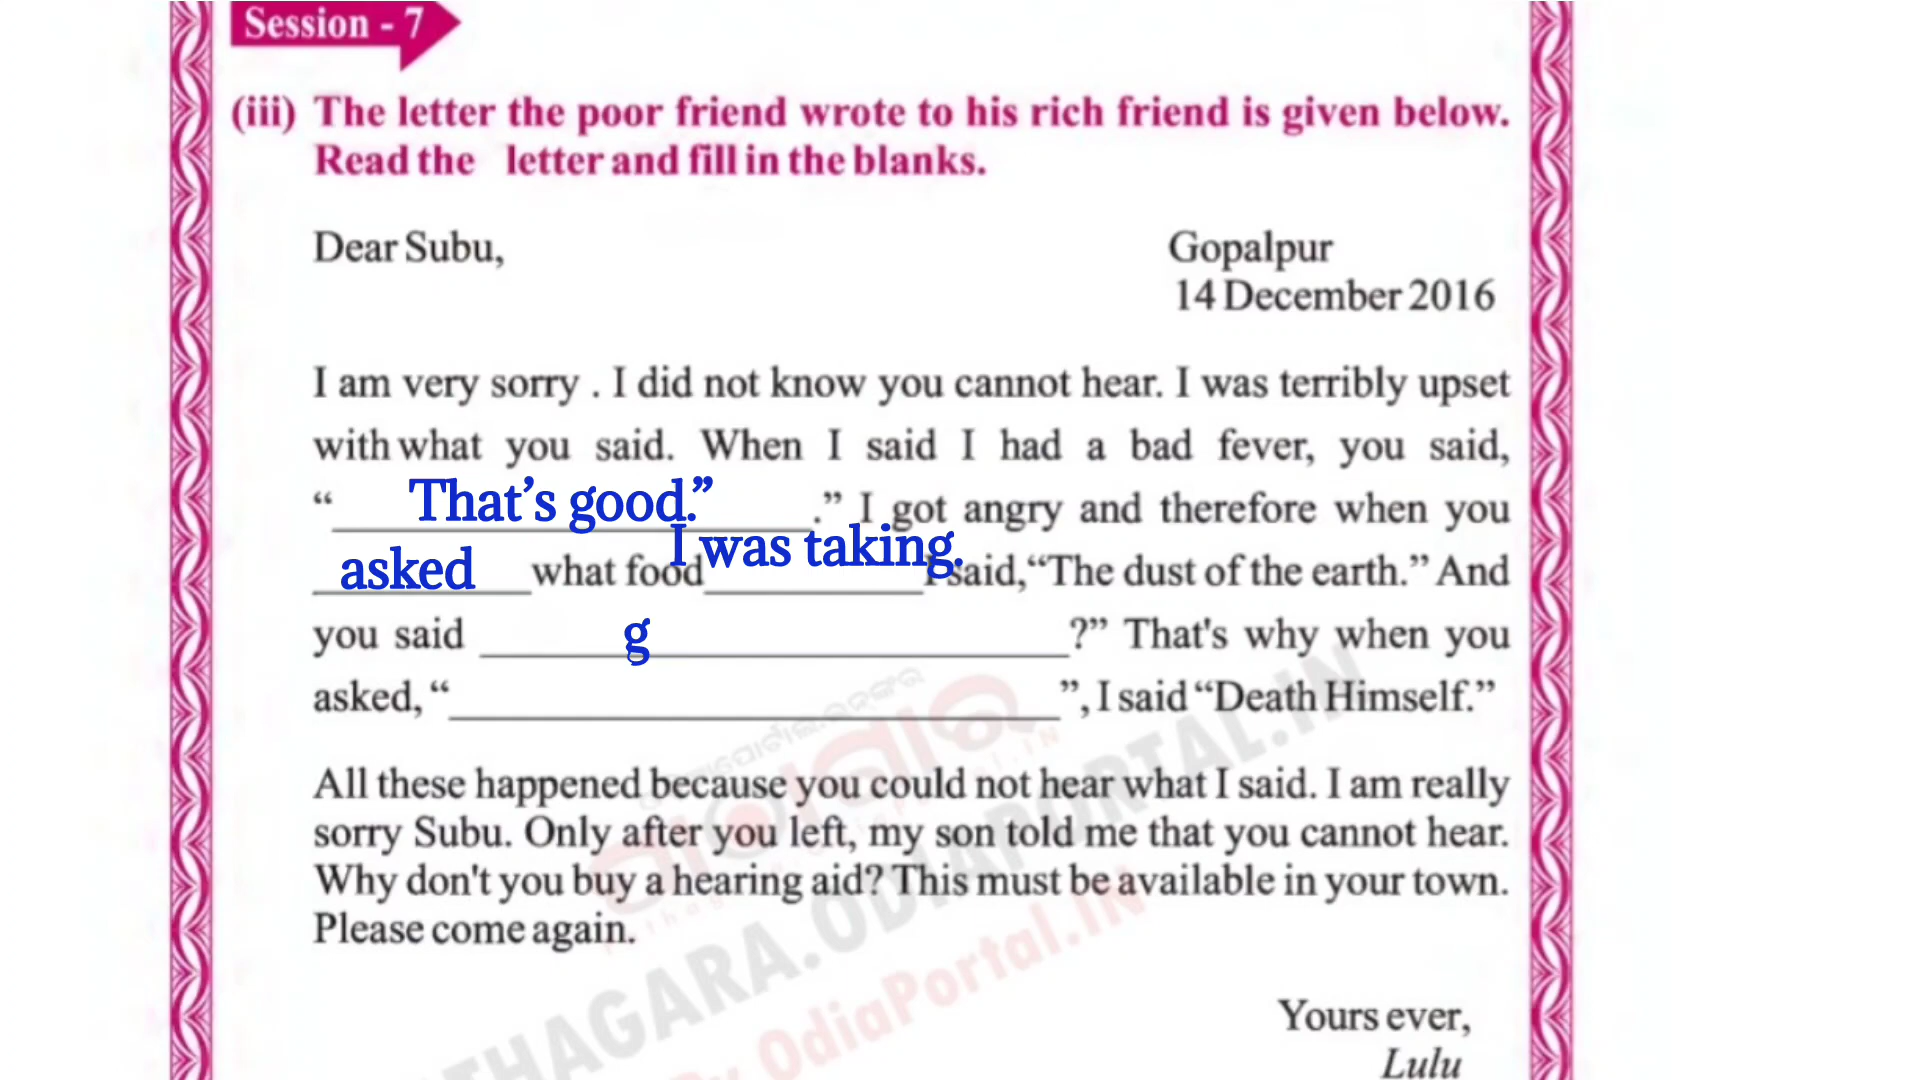 Session - 7
(iii) The letter the poor friend wrote to his rich friend is given below.
Read the letter and fill in the blanks.
Dear Subu,
Gopalpur
14 December 2016
I am very sorry . I did not know you cannot hear. I was terribly upset
with what you said. When I said I had a bad fever, you said,
“ That’s good.” .” I got angry and therefore when you
asked what food I was taking. I said, “The dust of the earth.” And
you said g ?” That's why when you
asked, “ ”, I said “Death Himself.”
All these happened because you could not hear what I said. I am really
sorry Subu. Only after you left, my son told me that you cannot hear.
Why don't you buy a hearing aid? This must be available in your town.
Please come again.
Yours ever,
Lulu
THAGARA.ODIAPORTAL.IN
By OdiaPortal.IN